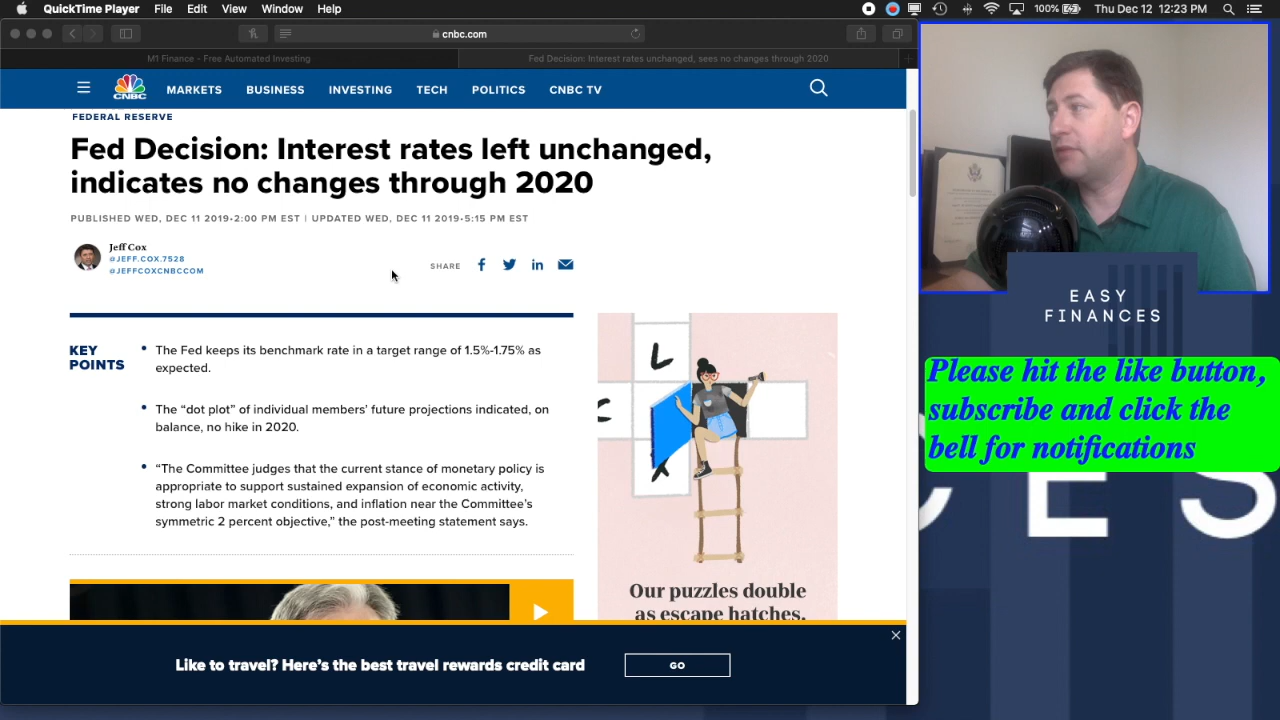 QuickTime Player File Edit View Window Help
100% Thu Dec 12 12:23 PM
cnbc.com
M1 Finance - Free Automated Investing
Fed Decision: Interest rates unchanged, sees no changes through 2020
CNBC
MARKETS BUSINESS INVESTING TECH POLITICS CNBC TV
FEDERAL RESERVE
Fed Decision: Interest rates left unchanged,
indicates no changes through 2020
PUBLISHED WED, DEC 11 2019•2:00 PM EST | UPDATED WED, DEC 11 2019•5:15 PM EST
Jeff Cox
@JEFF.COX.7528
@JEFFCOXCNBCCOM
SHARE
KEY
POINTS
The Fed keeps its benchmark rate in a target range of 1.5%-1.75% as
expected.
The “dot plot” of individual members’ future projections indicated, on
balance, no hike in 2020.
“The Committee judges that the current stance of monetary policy is
appropriate to support sustained expansion of economic activity,
strong labor market conditions, and inflation near the Committee’s
symmetric 2 percent objective,” the post-meeting statement says.
L
C
Our puzzles double
as escape hatches.
Like to travel? Here’s the best travel rewards credit card
GO
EASY
FINANCES
Please hit the like button,
subscribe and click the
bell for notifications
CES